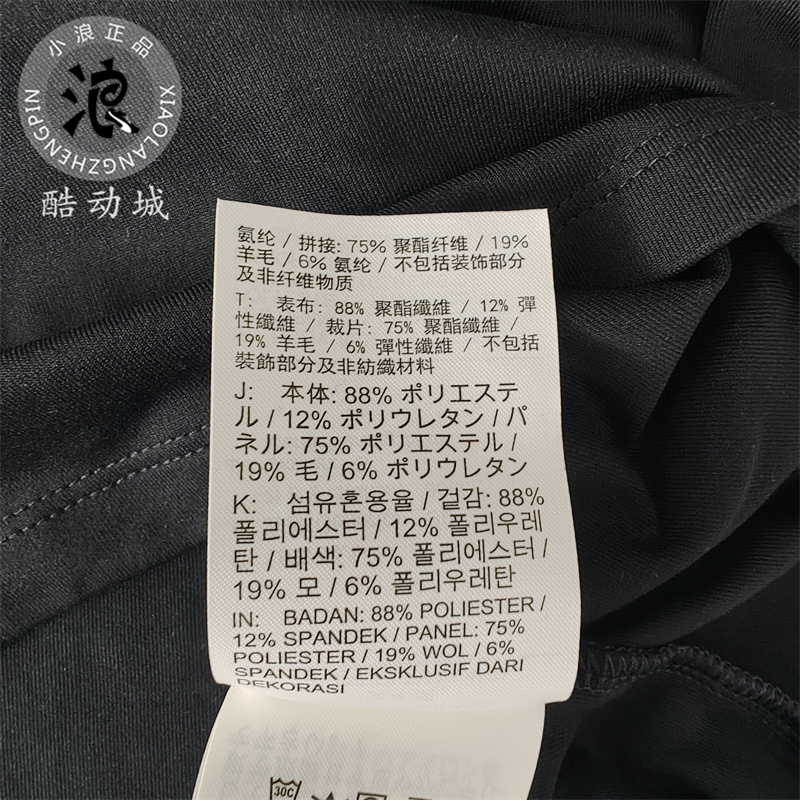 小浪正品
浪
XIAOLANGZHENGPIN
酷动城
氨纶 / 拼接: 75% 聚酯纤维 / 19%
羊毛 / 6% 氨纶 / 不包括装饰部分
及非纤维物质
T: 表布: 88% 聚酯纖維 / 12% 彈
性纖維 / 裁片: 75% 聚酯纖維 /
19% 羊毛 / 6% 彈性纖維 / 不包括
裝飾部分及非紡織材料
J: 本体: 88% ポリエステ
ル / 12% ポリウレタン / パ
ネル: 75% ポリエステル /
19% 毛 / 6% ポリウレタン
K: 섬유혼용율 / 겉감: 88%
폴리에스터 / 12% 폴리우레
탄 / 배색: 75% 폴리에스터 /
19% 모 / 6% 폴리우레탄
IN: BADAN: 88% POLIESTER /
12% SPANDEK / PANEL: 75%
POLIESTER / 19% WOL / 6%
SPANDEK / EKSKLUSIF DARI
DEKORASI
30C